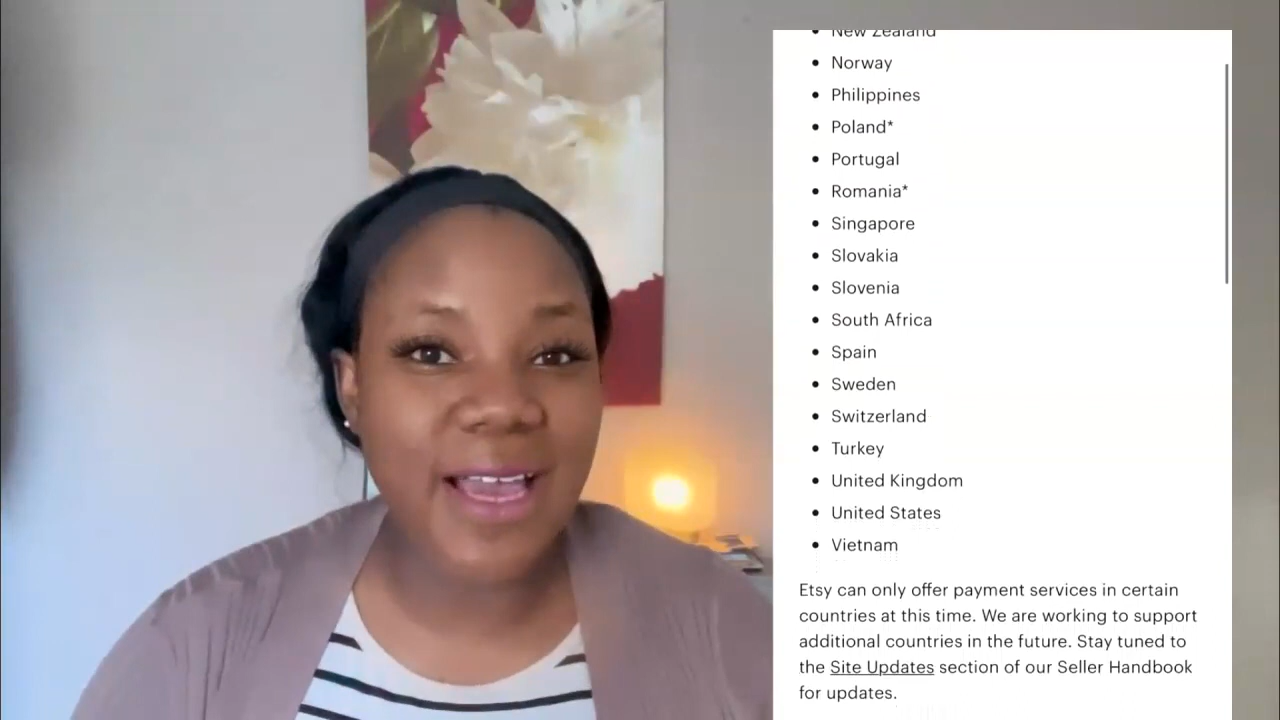 New Zealand
Norway
Philippines
Poland*
Portugal
Romania*
Singapore
Slovakia
Slovenia
South Africa
Spain
Sweden
Switzerland
Turkey
United Kingdom
United States
Vietnam
Etsy can only offer payment services in certain
countries at this time. We are working to support
additional countries in the future. Stay tuned to
the Site Updates section of our Seller Handbook
for updates.